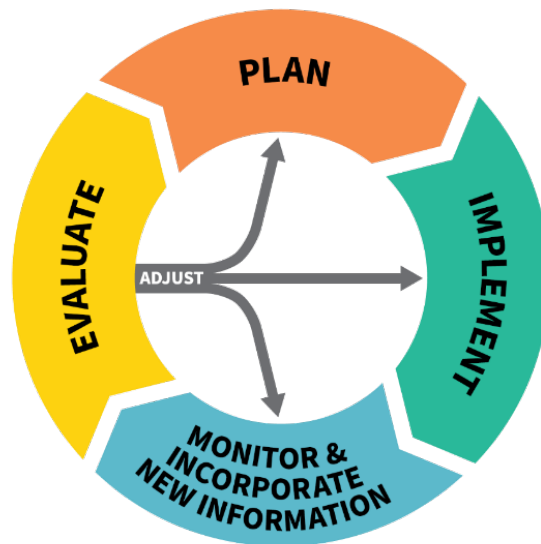 PLAN
IMPLEMENT
MONITOR &
INCORPORATE
NEW INFORMATION
EVALUATE
ADJUST